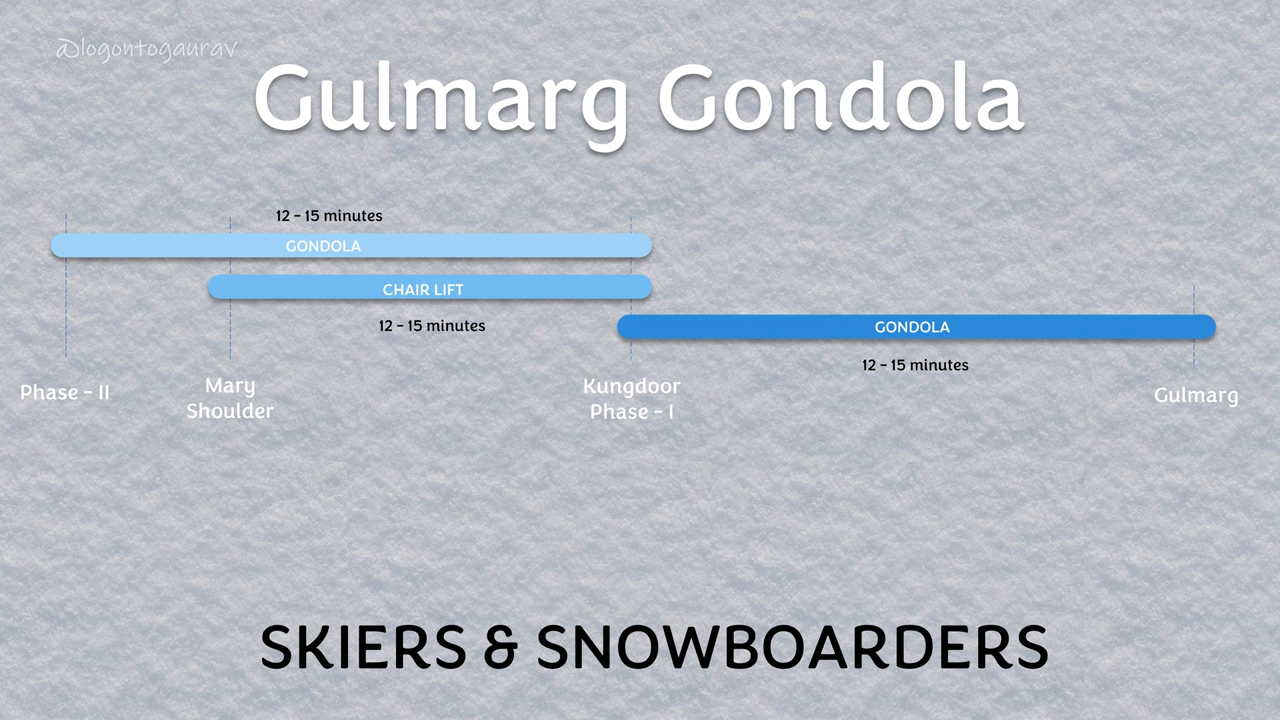 @logontogaurav
Gulmarg Gondola
12 - 15 minutes
GONDOLA
CHAIR LIFT
12 - 15 minutes
GONDOLA
12 - 15 minutes
Phase - II
Mary
Shoulder
Kungdoor
Phase - I
Gulmarg
SKIERS & SNOWBOARDERS